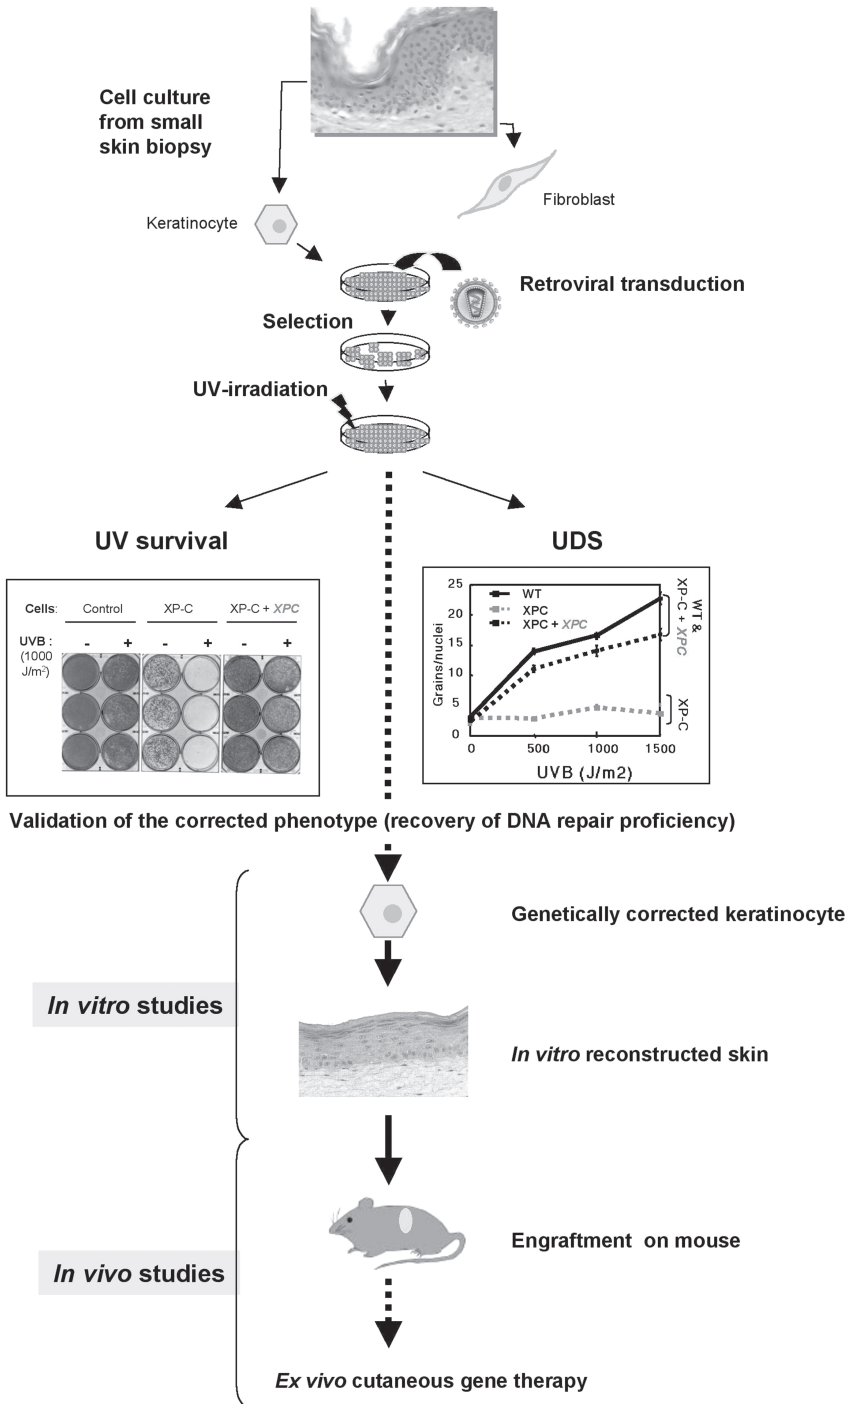 Cell culture
from small
skin biopsy
Fibroblast
Keratinocyte
Retroviral transduction
Selection
UV-irradiation
UV survival
UDS
Cells: Control XP-C XP-C + XPC
UVB : - + - + - +
(1000
J/m2)
25
20
15
10
5
0
Grains/nuclei
WT
XPC
XPC + XPC
0 500 1000 1500
UVB (J/m2)
WT &
XP-C + XPC
XP-C
Validation of the corrected phenotype (recovery of DNA repair proficiency)
Genetically corrected keratinocyte
In vitro studies
In vitro reconstructed skin
Engraftment on mouse
In vivo studies
Ex vivo cutaneous gene therapy